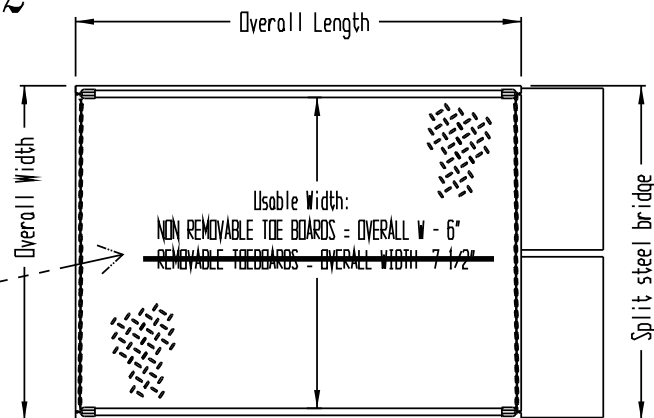 Overall Length
Overall Width
Usable Width:
NON REMOVABLE TOE BOARDS = OVERALL W - 6"
REMOVABLE TOEBOARDS - OVERALL WIDTH 7 1/2"
Split steel bridge